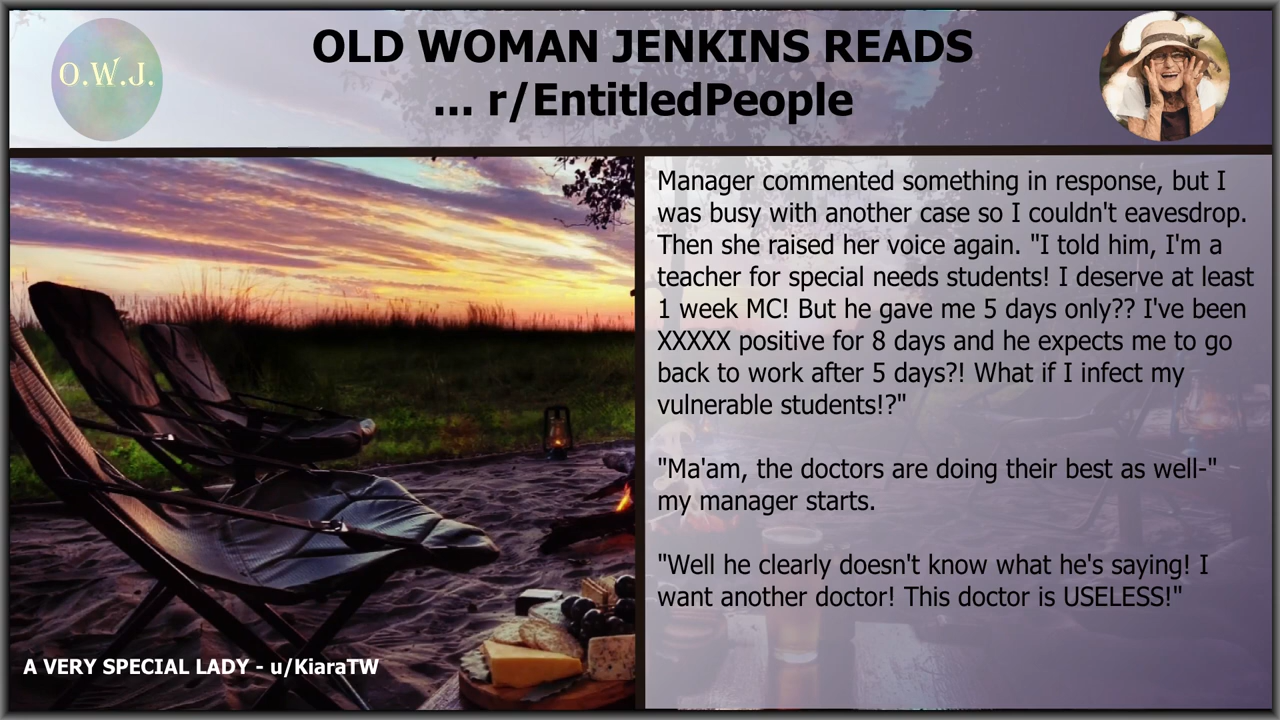 O.W.J.
OLD WOMAN JENKINS READS
... r/EntitledPeople
Manager commented something in response, but I
was busy with another case so I couldn't eavesdrop.
Then she raised her voice again. "I told him, I'm a
teacher for special needs students! I deserve at least
1 week MC! But he gave me 5 days only?? I've been
XXXXX positive for 8 days and he expects me to go
back to work after 5 days?! What if I infect my
vulnerable students!?"
"Ma'am, the doctors are doing their best as well-"
my manager starts.
"Well he clearly doesn't know what he's saying! I
want another doctor! This doctor is USELESS!"
A VERY SPECIAL LADY - u/KiaraTW